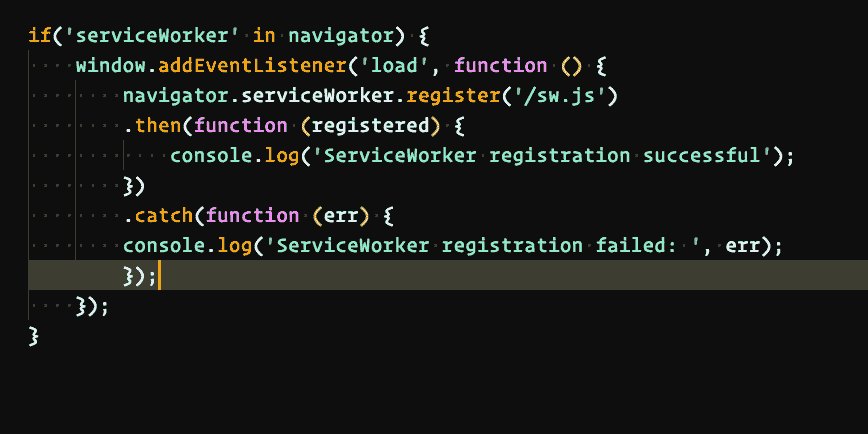 if('serviceWorker' in navigator) {
    window.addEventListener('load', function () {
        navigator.serviceWorker.register('/sw.js')
        .then(function (registered) {
            console.log('ServiceWorker registration successful');
        })
        .catch(function (err) {
        console.log('ServiceWorker registration failed: ', err);
        });
    });
}